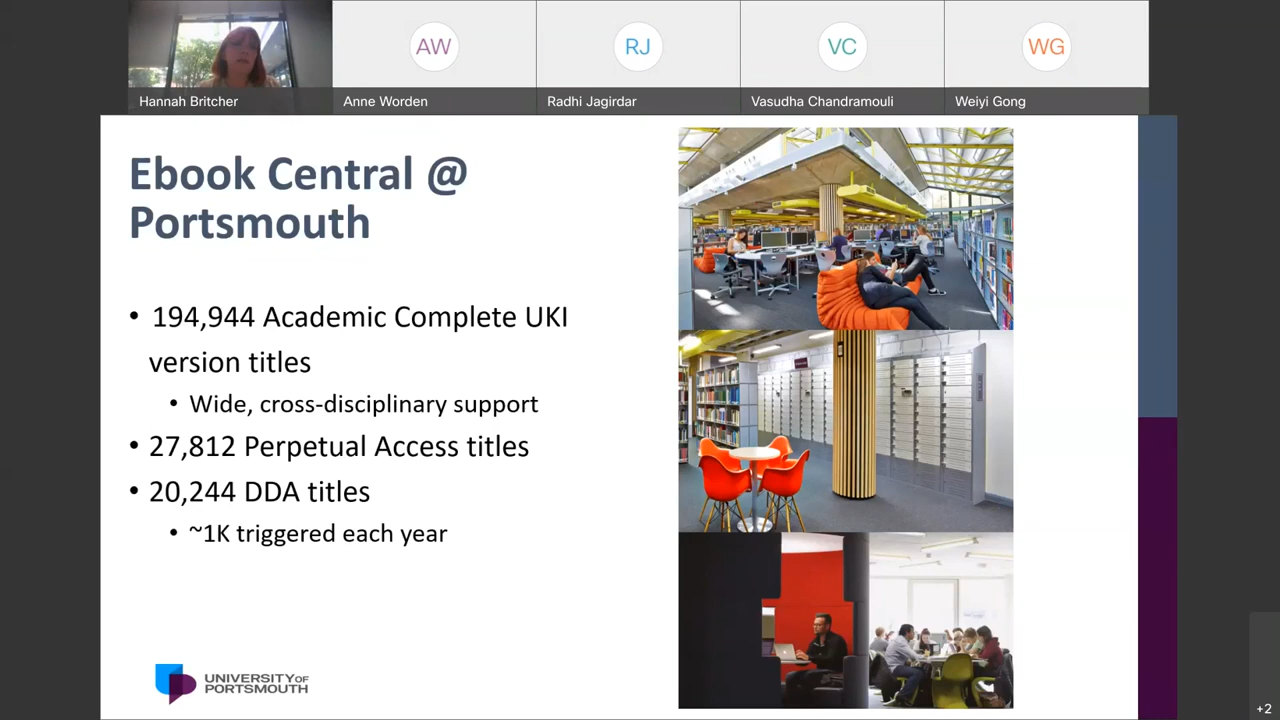 AW
RJ
VC
WG
Hannah Britcher
Anne Worden
Radhi Jagirdar
Vasudha Chandramouli
Weiyi Gong
Ebook Central @
Portsmouth
• 194,944 Academic Complete UKI
version titles
• Wide, cross-disciplinary support
• 27,812 Perpetual Access titles
• 20,244 DDA titles
• ~1K triggered each year
UNIVERSITY OF
PORTSMOUTH
+2